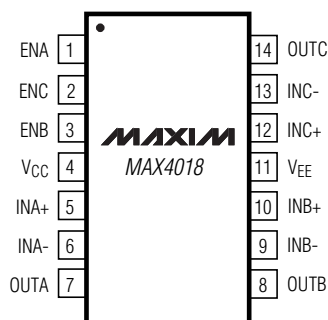 ENA 1 14 OUTC
ENC 2 13 INC-
ENB 3 MAXIM 12 INC+
VCC 4 MAX4018 11 VEE
INA+ 5 10 INB+
INA- 6 9 INB-
OUTA 7 8 OUTB